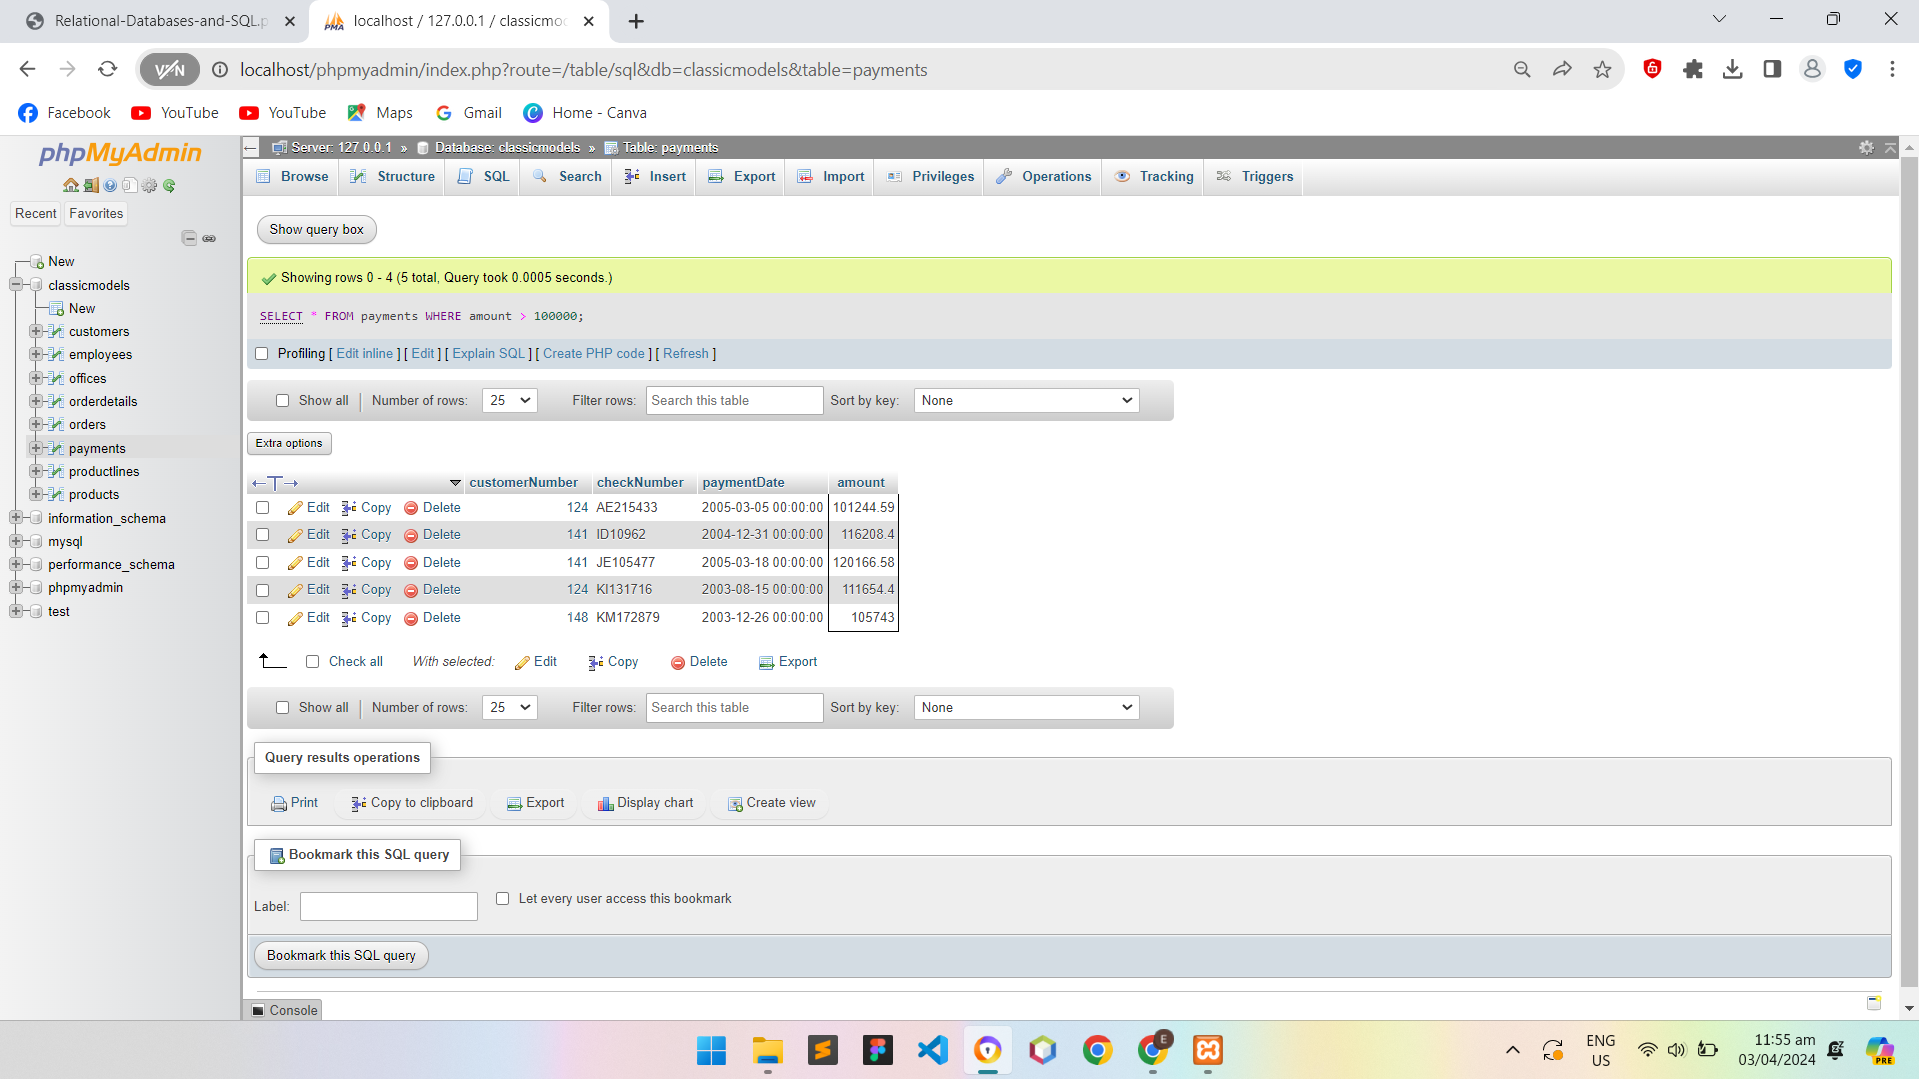 Relational-Databases-and-SQL.p
localhost / 127.0.0.1 / classicmo
VPN
localhost/phpmyadmin/index.php?route=/table/sql&db=classicmodels&table=payments
Facebook YouTube YouTube Maps Gmail Home - Canva
phpMyAdmin
Recent Favorites
New
classicmodels
New
customers
employees
offices
orderdetails
orders
payments
productlines
products
information_schema
mysql
performance_schema
phpmyadmin
test
Server: 127.0.0.1 » Database: classicmodels » Table: payments
Browse Structure SQL Search Insert Export Import Privileges Operations Tracking Triggers
Show query box
Showing rows 0 - 4 (5 total, Query took 0.0005 seconds.)
SELECT * FROM payments WHERE amount > 100000;
Profiling [ Edit inline ] [ Edit ] [ Explain SQL ] [ Create PHP code ] [ Refresh ]
Show all Number of rows: 25 Filter rows: Search this table Sort by key: None
Extra options
customerNumber checkNumber paymentDate amount
Edit Copy Delete 124 AE215433 2005-03-05 00:00:00 101244.59
Edit Copy Delete 141 ID10962 2004-12-31 00:00:00 116208.4
Edit Copy Delete 141 JE105477 2005-03-18 00:00:00 120166.58
Edit Copy Delete 124 KI131716 2003-08-15 00:00:00 111654.4
Edit Copy Delete 148 KM172879 2003-12-26 00:00:00 105743
Check all With selected: Edit Copy Delete Export
Show all Number of rows: 25 Filter rows: Search this table Sort by key: None
Query results operations
Print Copy to clipboard Export Display chart Create view
Bookmark this SQL query
Label: Let every user access this bookmark
Bookmark this SQL query
Console
E
ENG
US
11:55 am
03/04/2024
PRE